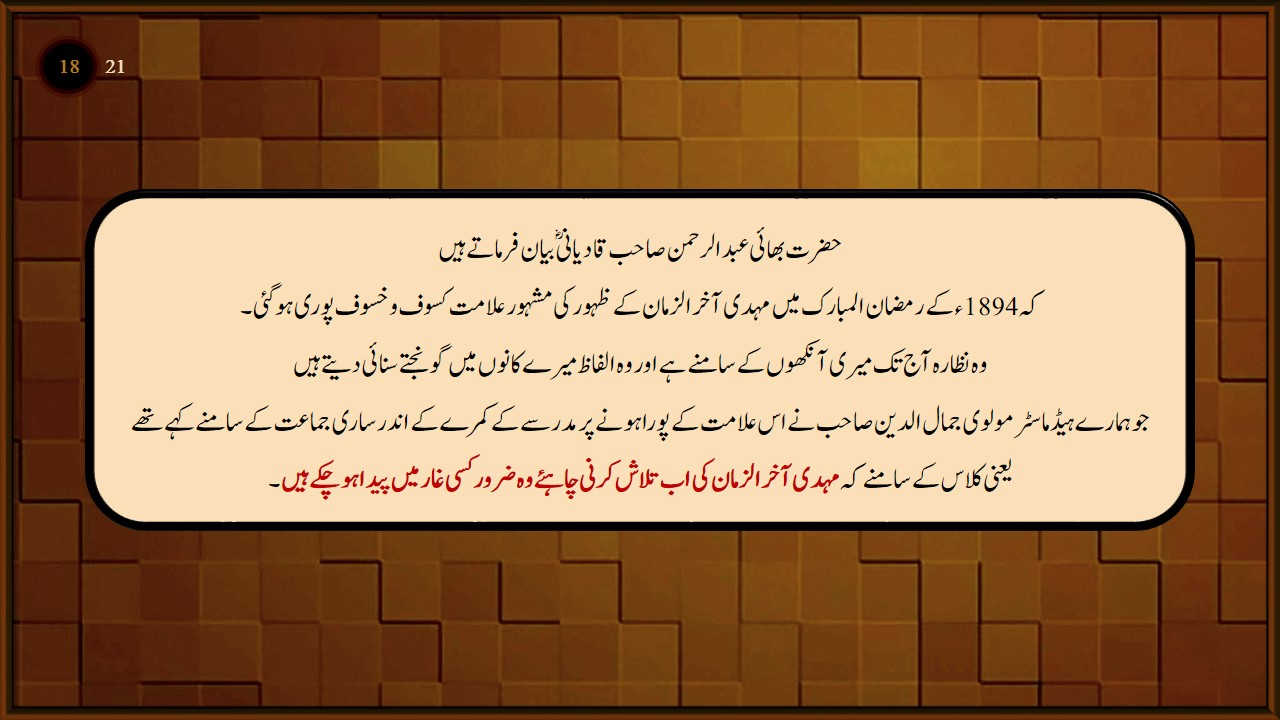 18 21
حضرت بھائی عبد الرحمن صاحب قادیانیؓ بیان فرماتے ہیں
کہ 1894ء کے رمضان المبارک میں مہدی آخر الزمان کے ظہور کی مشہور علامت کسوف و خسوف پوری ہو گئی۔
وہ نظارہ آج تک میری آنکھوں کے سامنے ہے اور وہ الفاظ میرے کانوں میں گونجتے سنائی دیتے ہیں
جو ہمارے ہیڈ ماسٹر مولوی جمال الدین صاحب نے اس علامت کے پورا ہونے پر مدرسے کے کمرے کے اندر ساری جماعت کے سامنے کہے تھے
یعنی کلاس کے سامنے کہ مہدی آخر الزمان کی اب تلاش کرنی چاہئے وہ ضرور کسی غار میں پیدا ہو چکے ہیں۔